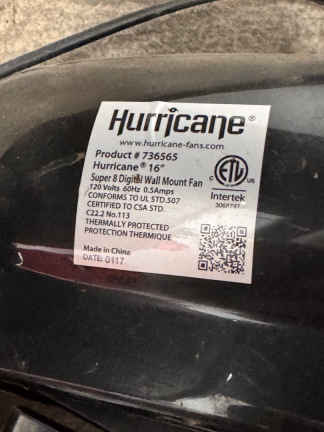 Hurricane®
www.hurricane-fans.com
Product # 736565
Hurricane® 16"
Super 8 Digital Wall Mount Fan
120 Volts 60Hz 0.5Amps
CONFORMS TO UL STD.507
CERTIFIED TO CSA STD.
C22.2 No.113
THERMALLY PROTECTED
PROTECTION THERMIQUE
Made in China
DATE: 0117
C ETL US
Intertek